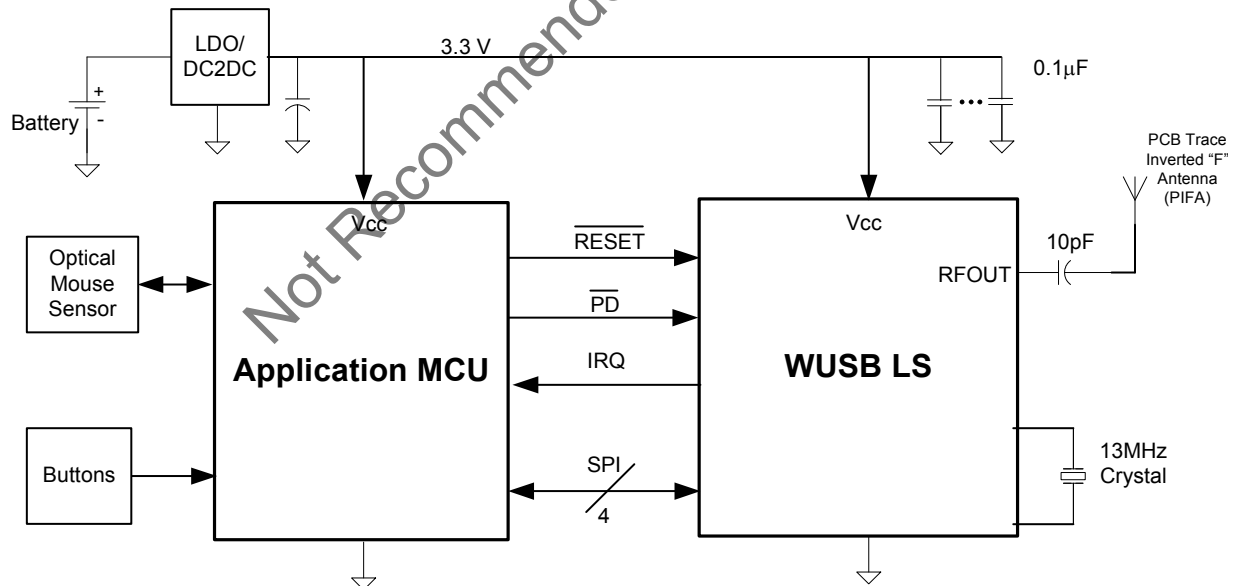 LDO/
DC2DC
3.3 V
0.1μF
+
-
Battery
PCB Trace
Inverted “F”
Antenna
(PIFA)
Not Recommende
Vcc
Vcc
RESET
10pF
Optical
Mouse
Sensor
RFOUT
PD
Application MCU
IRQ
WUSB LS
Buttons
SPI
4
13MHz
Crystal